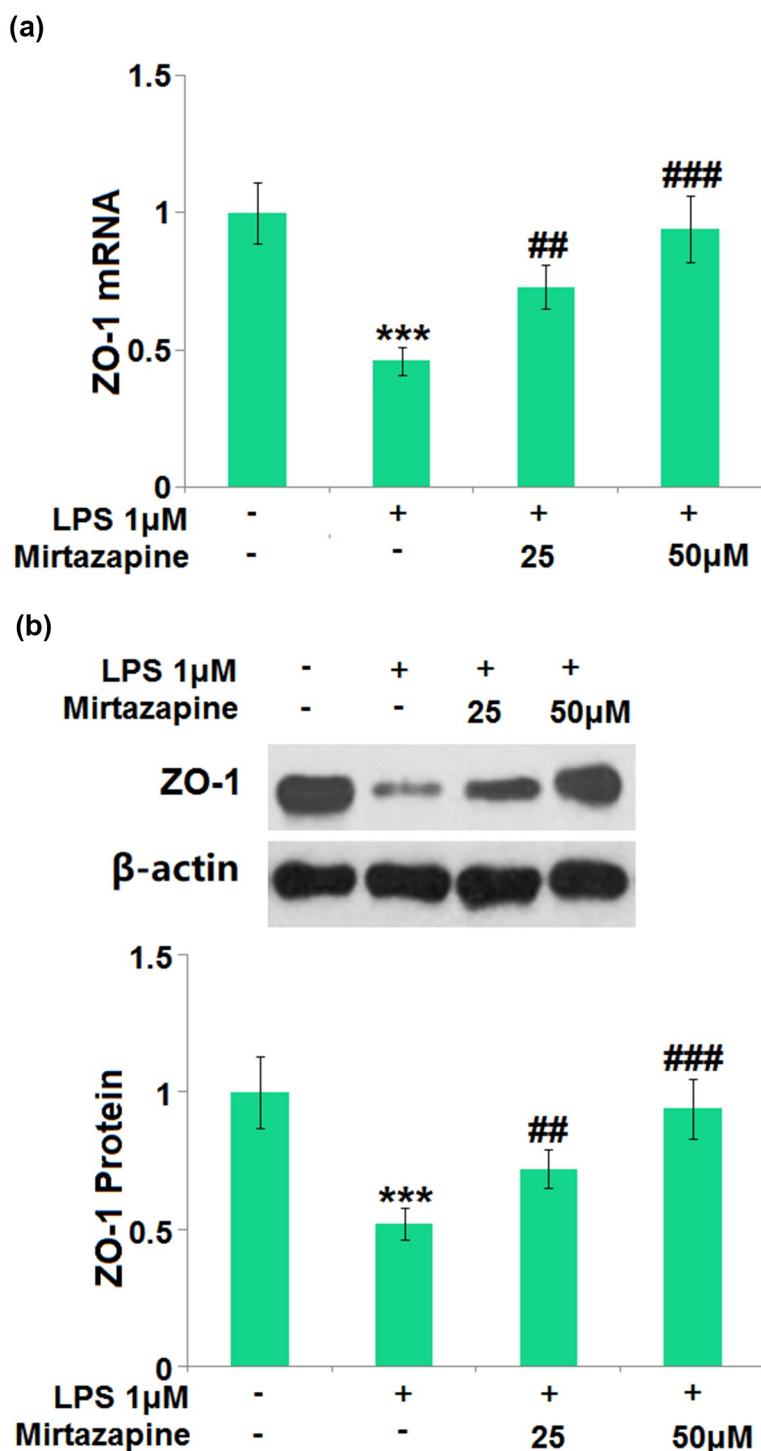 (a)
1.5
1
0.5
0
ZO-1 mRNA
***
##
###
LPS 1μM - + + +
Mirtazapine - - 25 50μM
(b)
LPS 1μM - + + +
Mirtazapine - - 25 50μM
ZO-1
β-actin
1.5
1
0.5
0
ZO-1 Protein
***
##
###
LPS 1μM - + + +
Mirtazapine - - 25 50μM